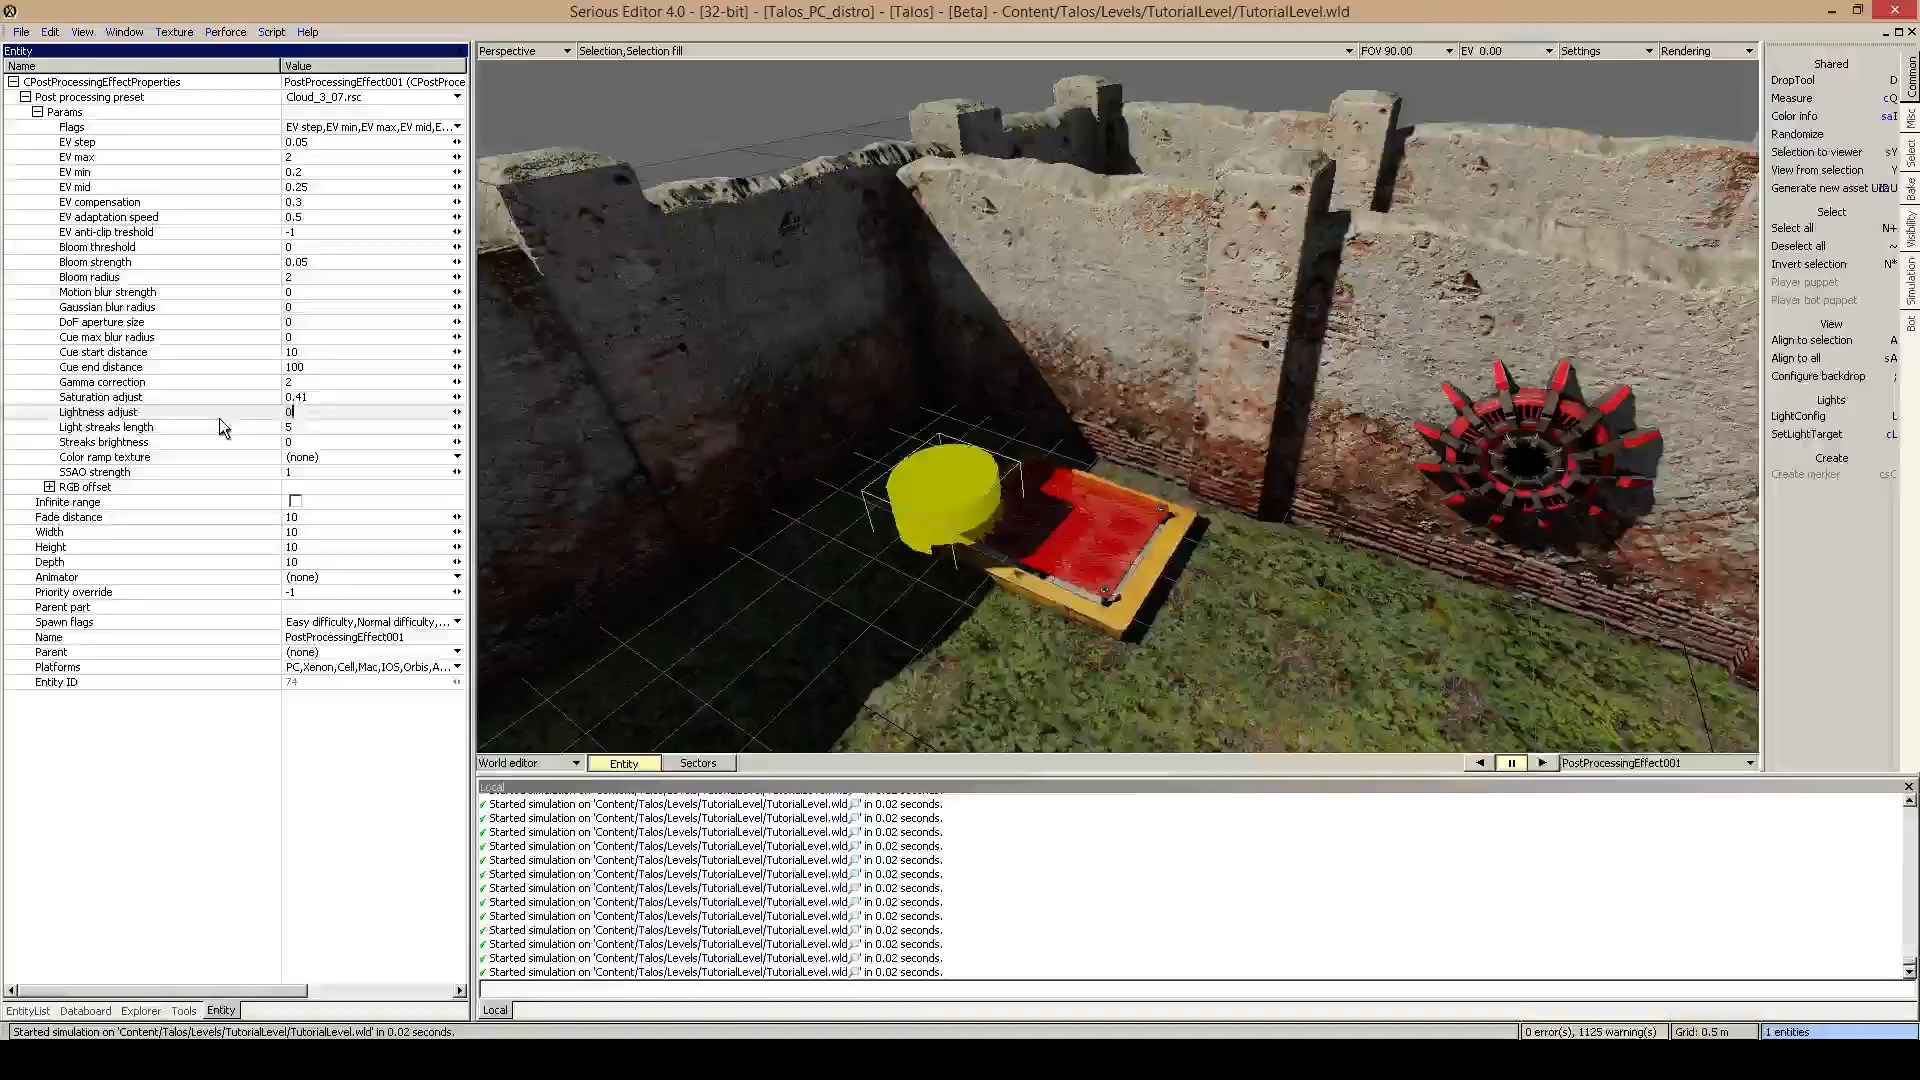 Serious Editor 4.0 - [32-bit] - [Talos_PC_distro] - [Talos] - [Beta] - Content/Talos/Levels/TutorialLevel/TutorialLevel.wld
File Edit View Window Texture Perforce Script Help
Entity
Name Value
CPostProcessingEffectProperties PostProcessingEffect001 (CPostProce
Post processing preset Cloud_3_07.rsc
Params
Flags EV step,EV min,EV max,EV mid,E...
EV step 0.05
EV max 2
EV min 0.2
EV mid 0.25
EV compensation 0.3
EV adaptation speed 0.5
EV anti-clip treshold -1
Bloom threshold 0
Bloom strength 0.05
Bloom radius 2
Motion blur strength 0
Gaussian blur radius 0
DoF aperture size 0
Cue max blur radius 0
Cue start distance 10
Cue end distance 100
Gamma correction 2
Saturation adjust 0.41
Lightness adjust 0
Light streaks length 5
Streaks brightness 0
Color ramp texture (none)
SSAO strength 1
RGB offset
Infinite range
Fade distance 10
Width 10
Height 10
Depth 10
Animator (none)
Priority override -1
Parent part
Spawn flags Easy difficulty,Normal difficulty,...
Name PostProcessingEffect001
Parent (none)
Platforms PC,Xenon,Cell,Mac,IOS,Orbis,A...
Entity ID 74
EntityList Databoard Explorer Tools Entity
Perspective Selection,Selection fill FOV 90.00 EV 0.00 Settings Rendering
World editor Entity Sectors PostProcessingEffect001
Local
Started simulation on 'Content/Talos/Levels/TutorialLevel/TutorialLevel.wld' in 0.02 seconds.
Started simulation on 'Content/Talos/Levels/TutorialLevel/TutorialLevel.wld' in 0.02 seconds.
Started simulation on 'Content/Talos/Levels/TutorialLevel/TutorialLevel.wld' in 0.02 seconds.
Started simulation on 'Content/Talos/Levels/TutorialLevel/TutorialLevel.wld' in 0.02 seconds.
Started simulation on 'Content/Talos/Levels/TutorialLevel/TutorialLevel.wld' in 0.02 seconds.
Started simulation on 'Content/Talos/Levels/TutorialLevel/TutorialLevel.wld' in 0.02 seconds.
Started simulation on 'Content/Talos/Levels/TutorialLevel/TutorialLevel.wld' in 0.02 seconds.
Started simulation on 'Content/Talos/Levels/TutorialLevel/TutorialLevel.wld' in 0.02 seconds.
Started simulation on 'Content/Talos/Levels/TutorialLevel/TutorialLevel.wld' in 0.02 seconds.
Started simulation on 'Content/Talos/Levels/TutorialLevel/TutorialLevel.wld' in 0.02 seconds.
Started simulation on 'Content/Talos/Levels/TutorialLevel/TutorialLevel.wld' in 0.02 seconds.
Started simulation on 'Content/Talos/Levels/TutorialLevel/TutorialLevel.wld' in 0.02 seconds.
Started simulation on 'Content/Talos/Levels/TutorialLevel/TutorialLevel.wld' in 0.02 seconds.
Local
Shared
DropTool D
Measure cQ
Color info saI
Randomize
Selection to viewer sY
View from selection Y
Generate new asset
Select
Select all N+
Deselect all ~
Invert selection N*
Player puppet
Player bot puppet
View
Align to selection A
Align to all sA
Configure backdrop ;
Lights
LightConfig L
SetLightTarget cL
Create
Create marker csC
Common
Misc
Select
Bake
Visibility
Simulation
Bot
Started simulation on 'Content/Talos/Levels/TutorialLevel/TutorialLevel.wld' in 0.02 seconds. 0 error(s), 1125 warning(s) Grid: 0.5 m 1 entities